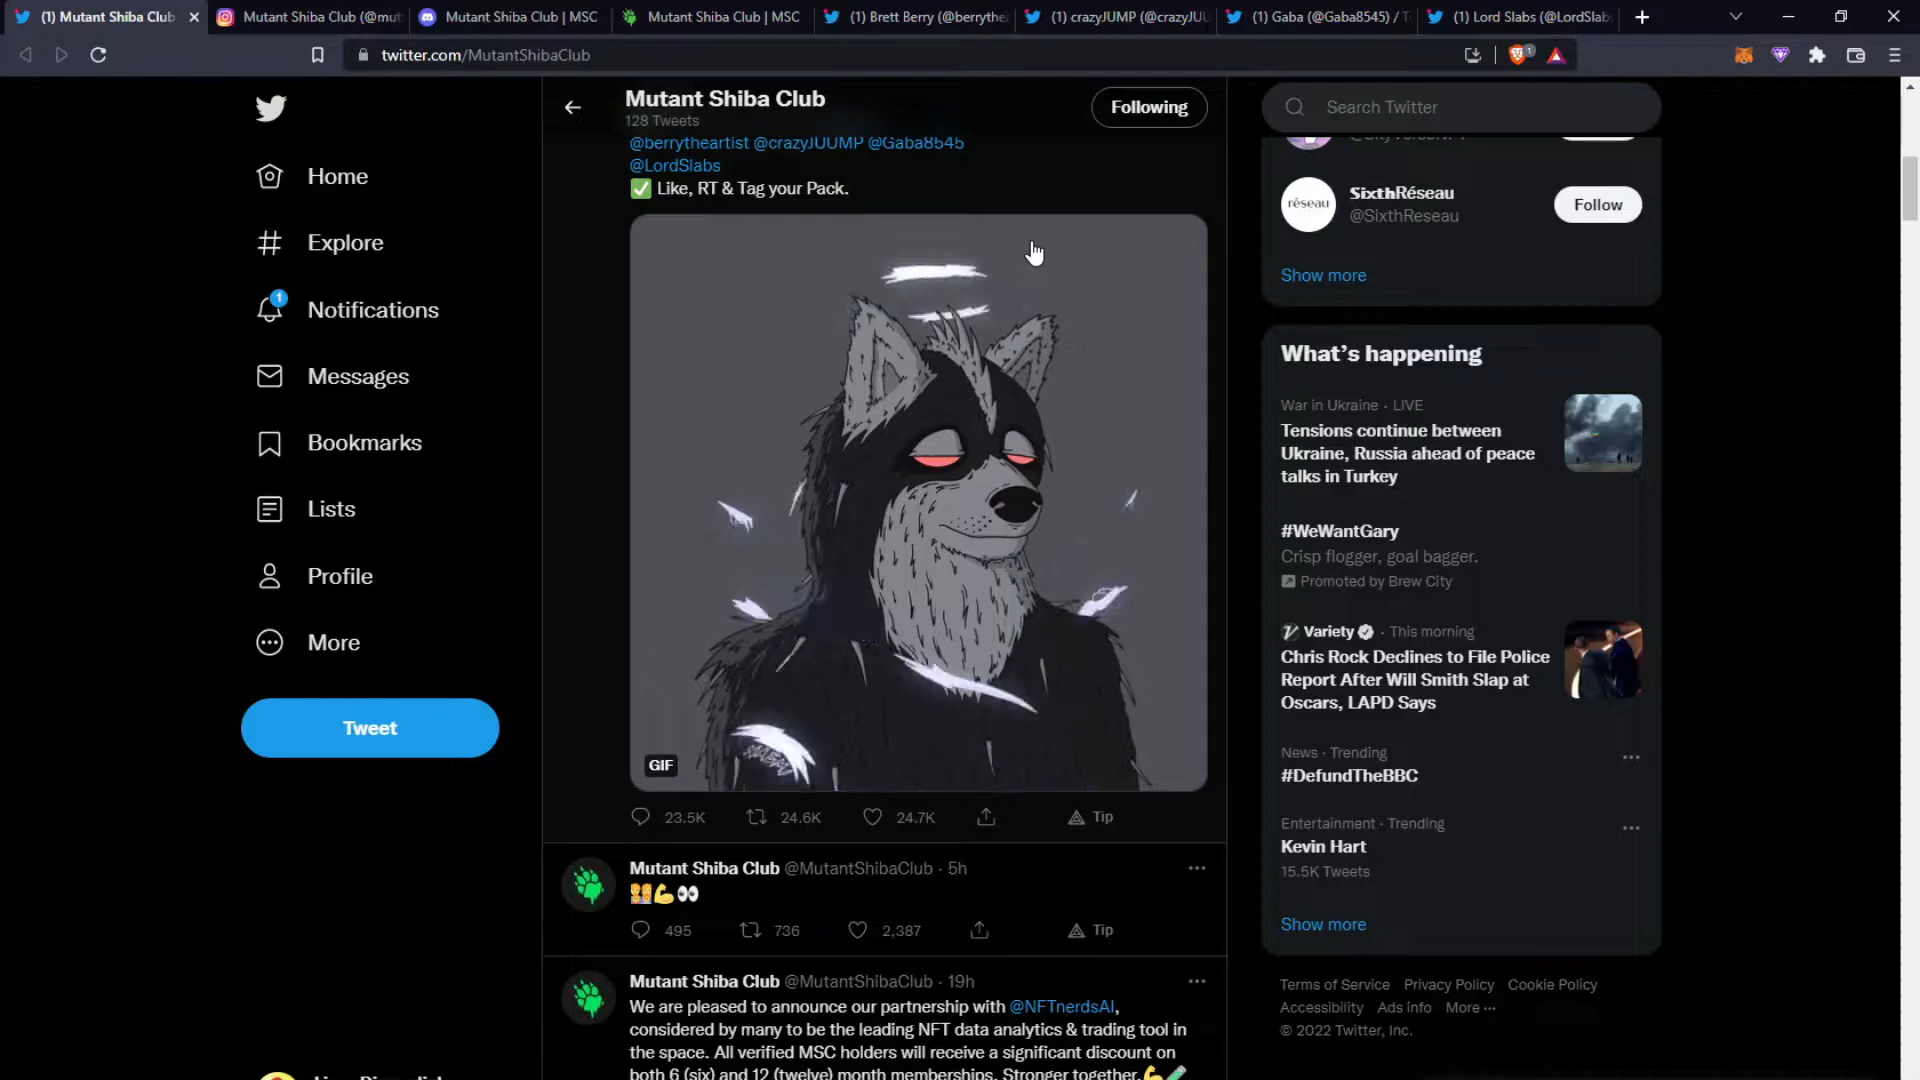 (1) Mutant Shiba Club
Mutant Shiba Club (@mut
Mutant Shiba Club | MSC
Mutant Shiba Club | MSC
(1) Brett Berry (@berrythe
(1) crazyJUMP (@crazyJU
(1) Gaba (@Gaba8545) / T
(1) Lord Slabs (@LordSlab
twitter.com/MutantShibaClub
1
Home
Explore
1
Notifications
Messages
Bookmarks
Lists
Profile
More
Tweet
Mutant Shiba Club
128 Tweets
Following
@berrytheartist @crazyJUUMP @Gaba8545
@LordSlabs
✅ Like, RT & Tag your Pack.
GIF
23.5K 24.6K 24.7K Tip
Mutant Shiba Club @MutantShibaClub · 5h
495 736 2,387 Tip
Mutant Shiba Club @MutantShibaClub · 19h
We are pleased to announce our partnership with @NFTnerdsAI,
considered by many to be the leading NFT data analytics & trading tool in
the space. All verified MSC holders will receive a significant discount on
both 6 (six) and 12 (twelve) month memberships. Stronger together.
Search Twitter
réseau
SixthRéseau
@SixthReseau
Follow
Show more
What's happening
War in Ukraine · LIVE
Tensions continue between
Ukraine, Russia ahead of peace
talks in Turkey
#WeWantGary
Crisp flogger, goal bagger.
Promoted by Brew City
Variety · This morning
Chris Rock Declines to File Police
Report After Will Smith Slap at
Oscars, LAPD Says
News · Trending
#DefundTheBBC
Entertainment · Trending
Kevin Hart
15.5K Tweets
Show more
Terms of Service Privacy Policy Cookie Policy
Accessibility Ads info More ···
© 2022 Twitter, Inc.